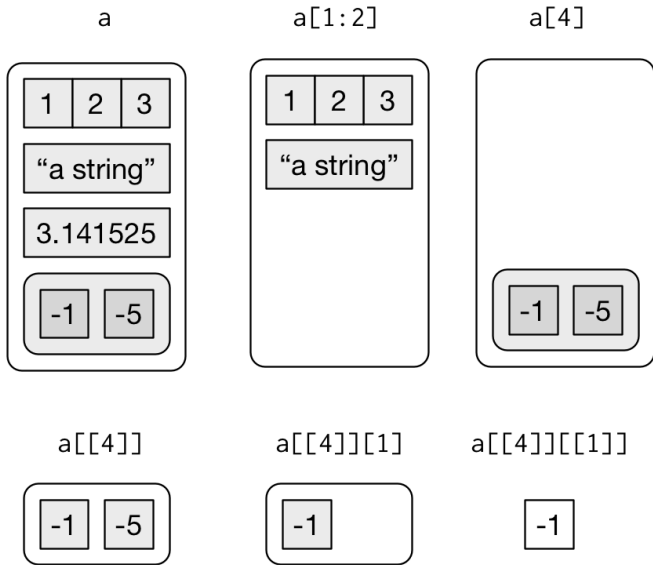 a a[1:2] a[4]
1 2 3 1 2 3
“a string” “a string”
3.141525
-1 -5 -1 -5
a[[4]] a[[4]][1] a[[4]][[1]]
-1 -5 -1 -1